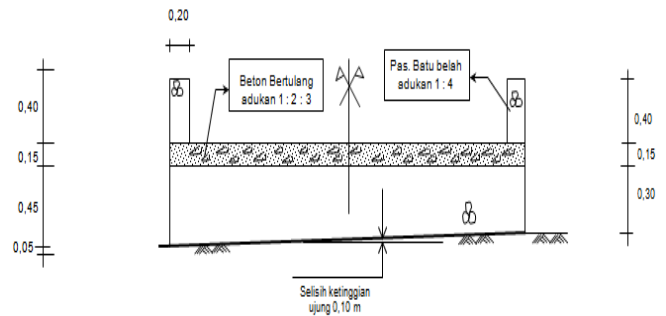 0,20
Beton Bertulang
adukan 1 : 2 : 3
Pas. Batu belah
adukan 1 : 4
0,40
0,15
0,45
0,05
0,40
0,15
0,30
Selisih ketinggian
ujung 0,10 m